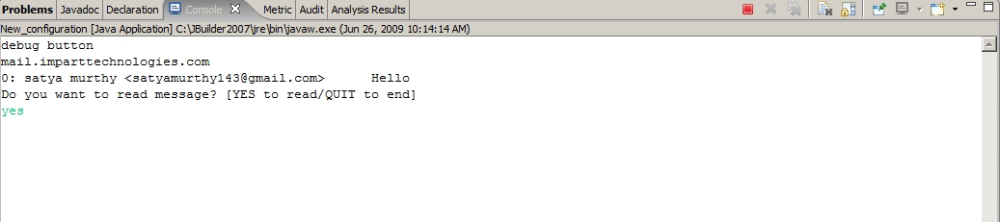 Problems Javadoc Declaration Console Metric Audit Analysis Results
New_configuration [Java Application] C:\JBuilder2007\jre\bin\javaw.exe (Jun 26, 2009 10:14:14 AM)
debug button
mail.imparttechnologies.com
0: satya murthy <satyamurthy143@gmail.com>      Hello
Do you want to read message? [YES to read/QUIT to end]
yes